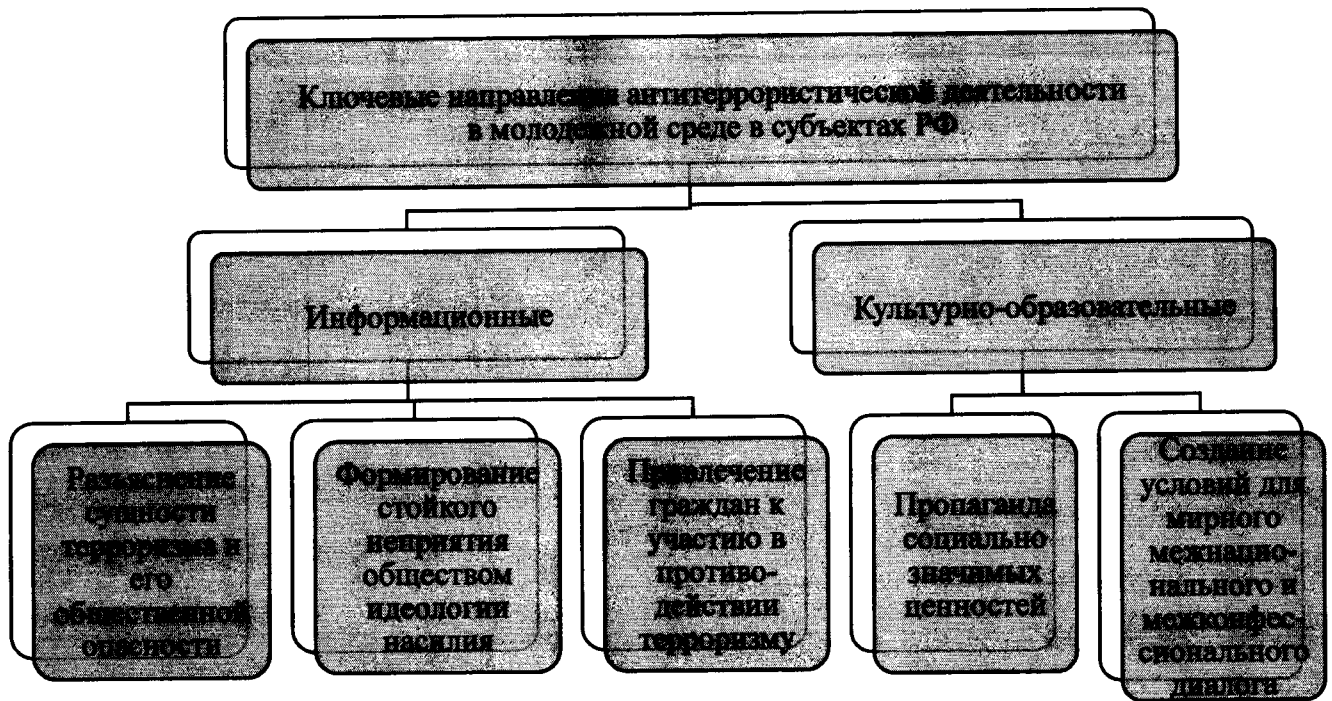 Ключевые направления антитеррористической деятельности
в молодежной среде в субъектах РФ
Информационные
Культурно-образовательные
Разъяснение
сущности
терроризма и
его
общественной
опасности
Формирование
стойкого
неприятия
обществом
идеологии
насилия
Привлечение
граждан к
участию в
противо-
действии
терроризму
Пропаганда
социально
значимых
ценностей
Создание
условий для
мирного
межнацио-
нального и
межконфес-
сионального
диалога